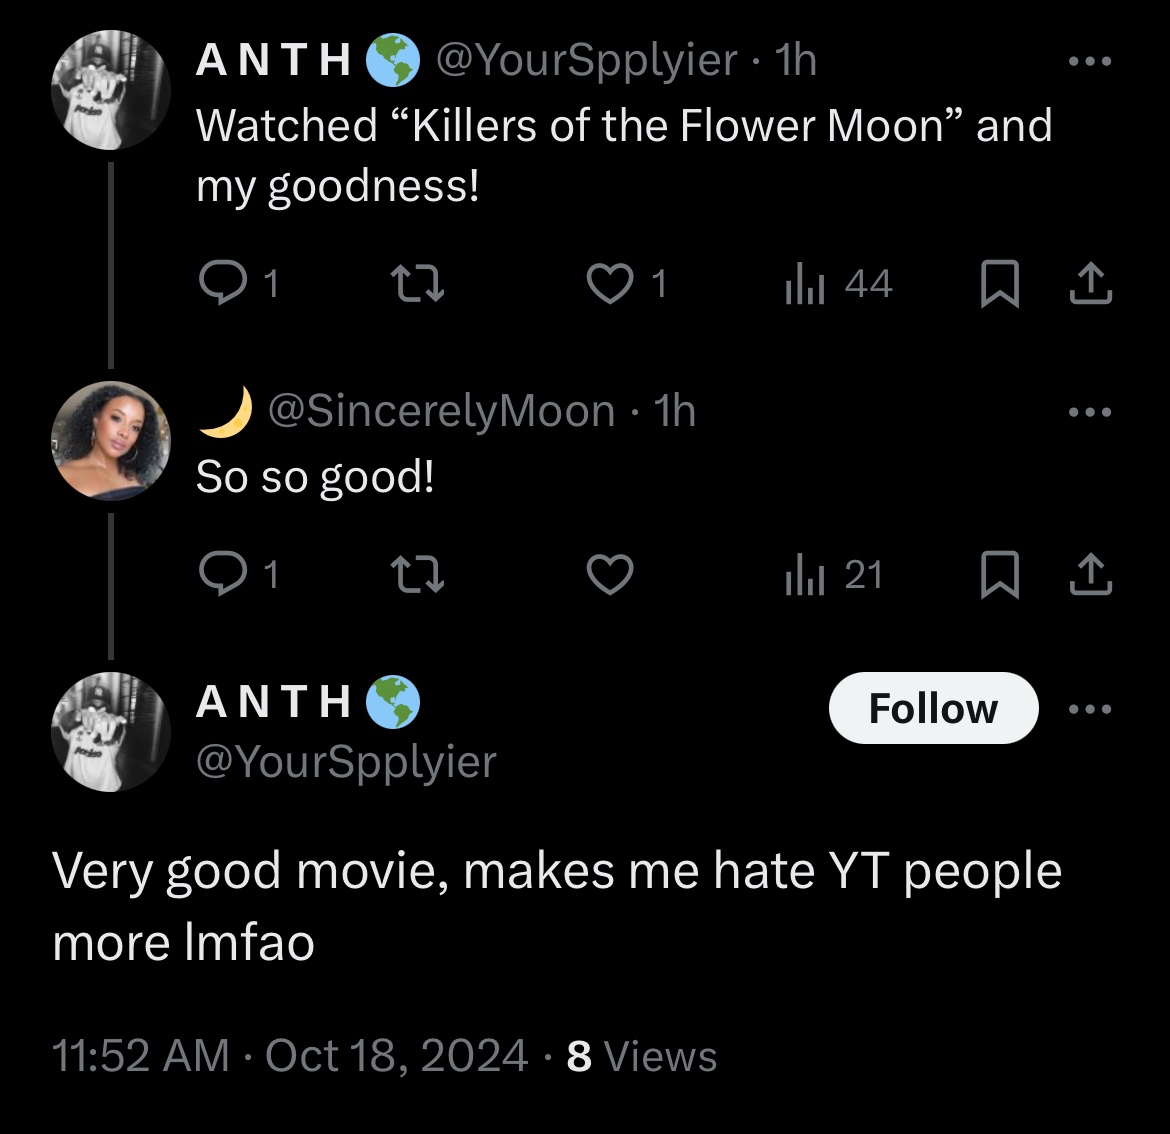 A N T H 🌎 @YourSpplyier · 1h
Watched “Killers of the Flower Moon” and
my goodness!
1 1 44
🌙 @SincerelyMoon · 1h
So so good!
1 21
A N T H 🌎
Follow
@YourSpplyier
Very good movie, makes me hate YT people
more lmfao
11:52 AM · Oct 18, 2024 · 8 Views